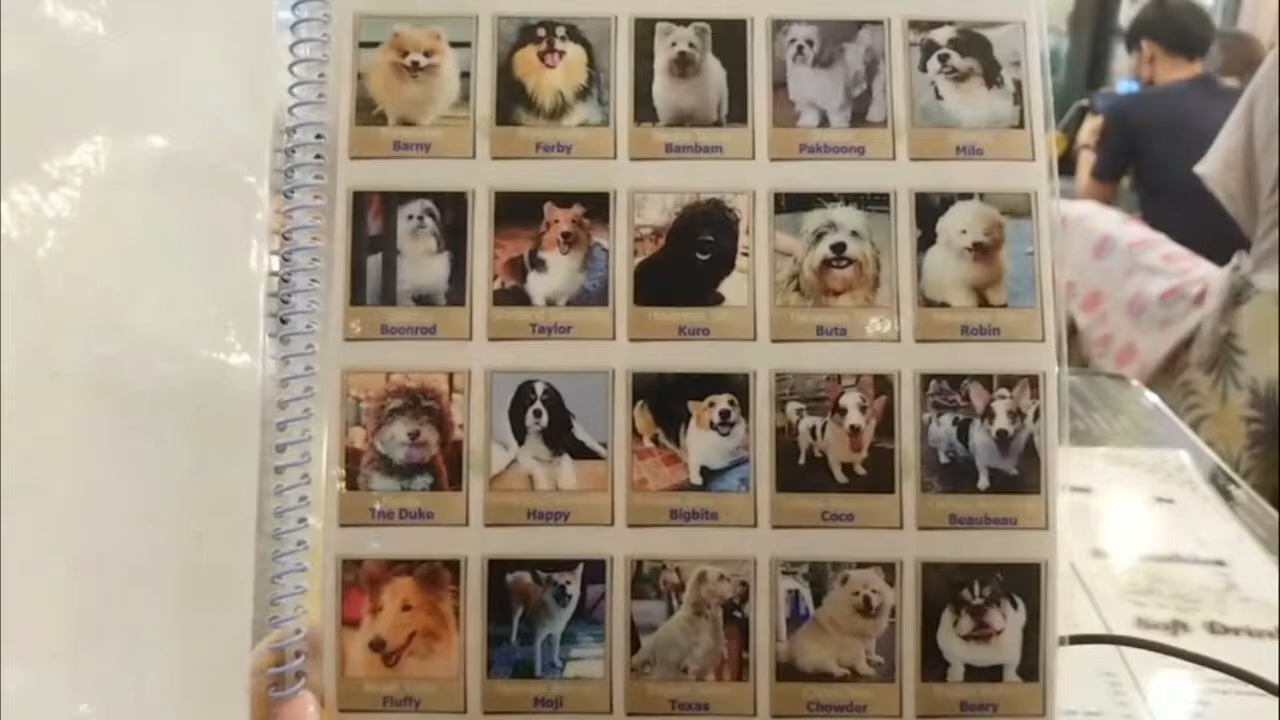 Barny
Ferby
Bambam
Pakboong
Milo
Boonrod
Taylor
Kuro
Buta
Robin
The Duke
Happy
Bigbite
Coco
Beaubeau
Fluffy
Moji
Texas
Chowder
Beary
Soft Drin